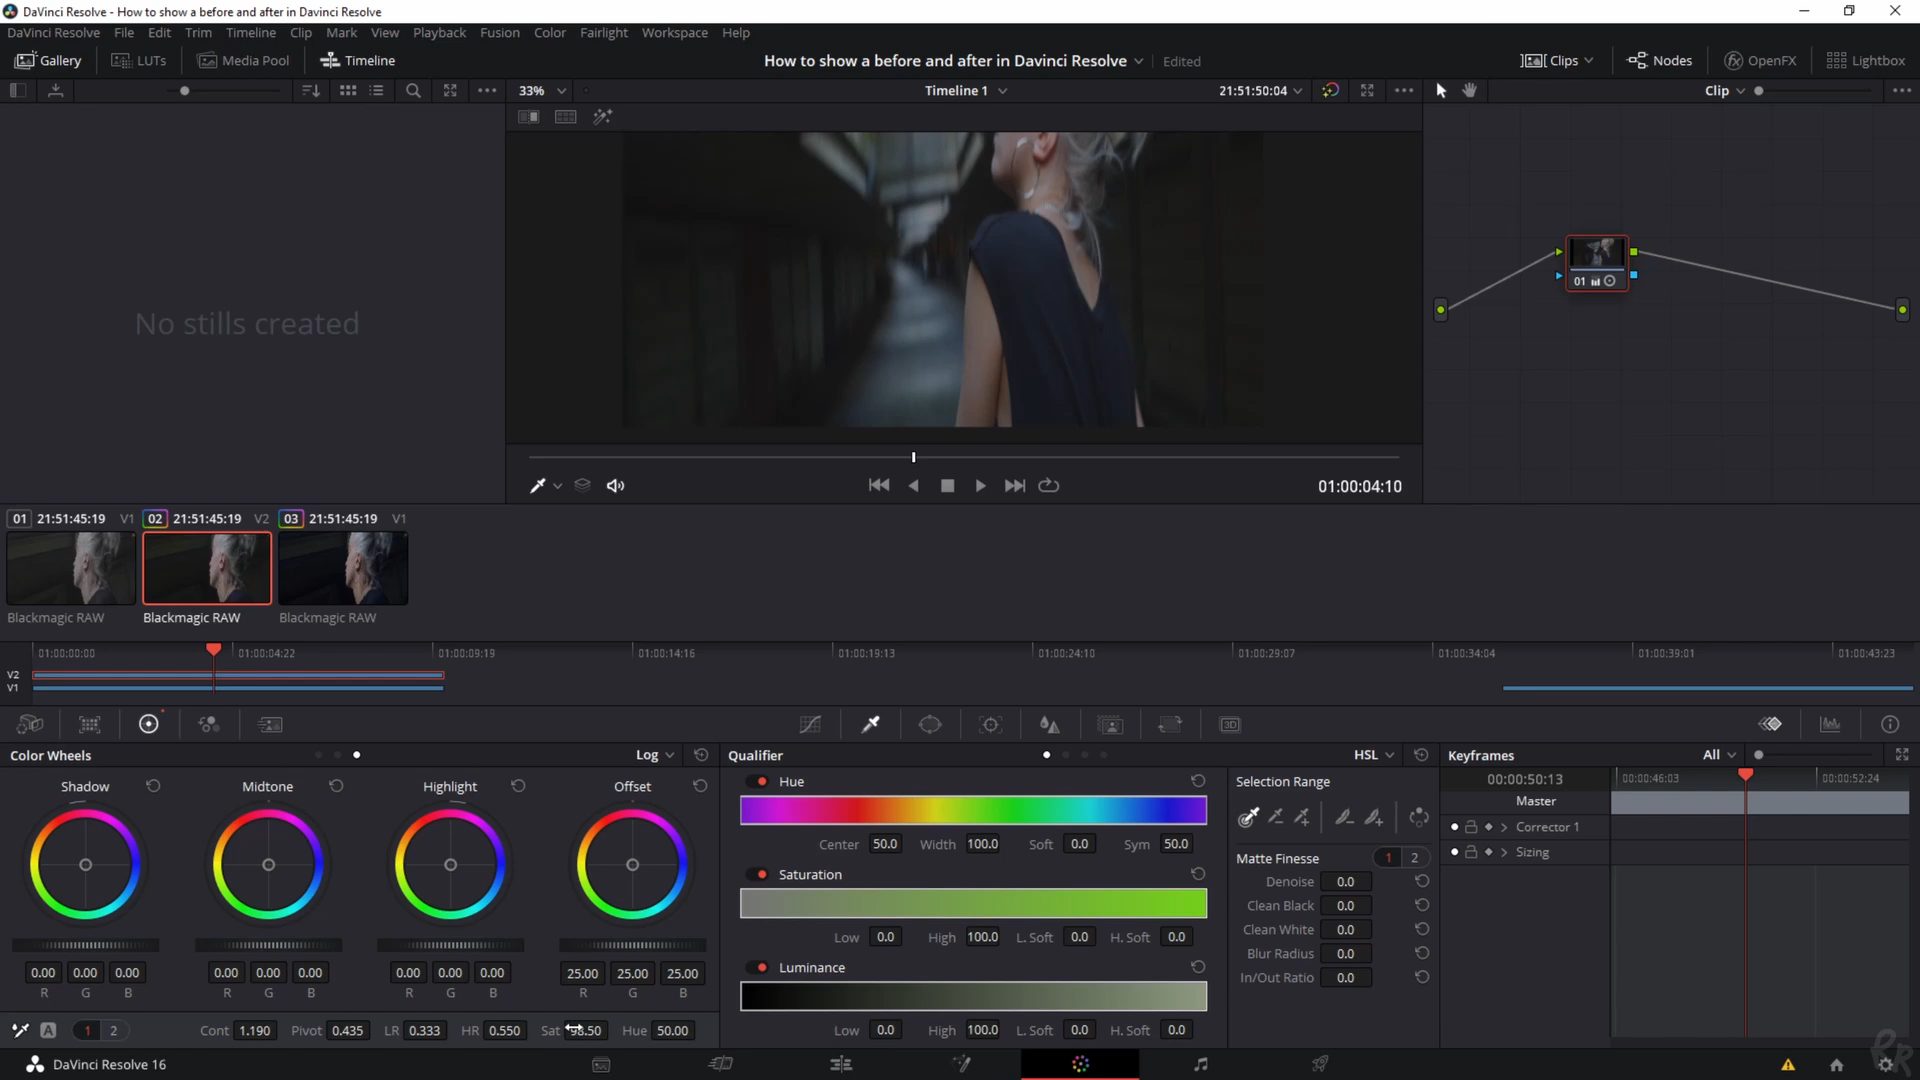 DaVinci Resolve - How to show a before and after in Davinci Resolve
DaVinci Resolve File Edit Trim Timeline Clip Mark View Playback Fusion Color Fairlight Workspace Help
Gallery LUTs Media Pool Timeline How to show a before and after in Davinci Resolve Edited Clips Nodes OpenFX Lightbox
33% Timeline 1 21:51:50:04 Clip
No stills created
01
01:00:04:10
01 21:51:45:19 V1 02 21:51:45:19 V2 03 21:51:45:19 V1
Blackmagic RAW Blackmagic RAW Blackmagic RAW
01:00:00:00 01:00:04:22 01:00:09:19 01:00:14:16 01:00:19:13 01:00:24:10 01:00:29:07 01:00:34:04 01:00:39:01 01:00:43:23
V2
V1
3D
Color Wheels Log Qualifier HSL Keyframes All
Shadow Midtone Highlight Offset Hue Selection Range 00:00:50:13 00:00:46:03 00:00:52:24
Master
Corrector 1
Center 50.0 Width 100.0 Soft 0.0 Sym 50.0
Sizing
Matte Finesse 1 2
Saturation
Denoise 0.0
Clean Black 0.0
Clean White 0.0
Low 0.0 High 100.0 L. Soft 0.0 H. Soft 0.0
Blur Radius 0.0
Luminance
0.00 0.00 0.00 0.00 0.00 0.00 0.00 0.00 0.00 25.00 25.00 25.00
In/Out Ratio 0.0
R G B R G B R G B R G B
A 1 2 Cont 1.190 Pivot 0.435 LR 0.333 HR 0.550 Sat Hue 50.00 Low 0.0 High 100.0 L. Soft 0.0 H. Soft 0.0
DaVinci Resolve 16